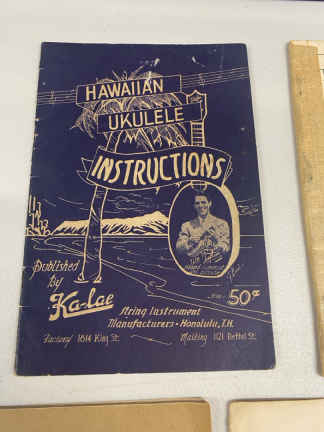 HAWAIIAN
UKULELE
INSTRUCTIONS
Published
by
Ka-lae
String Instrument
Manufacturers - Honolulu, T.H.
50¢
Factory 1814 King St.
Mailing 1121 Bethel St.